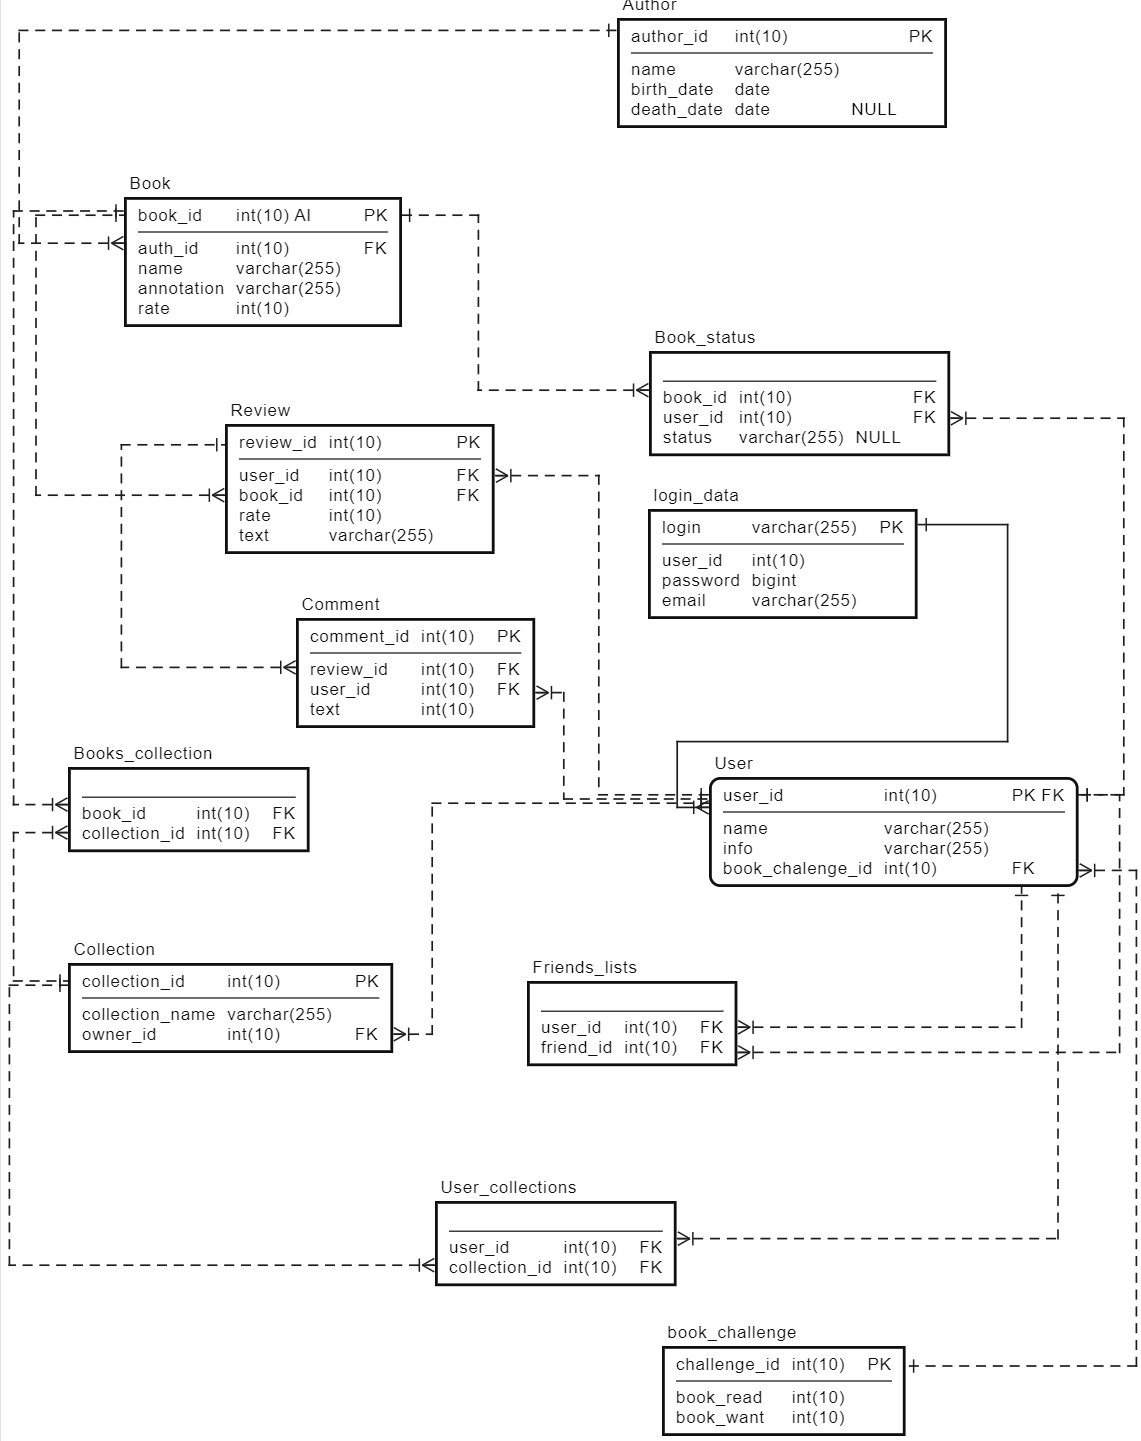 Author
author_id int(10) PK
name varchar(255)
birth_date date
death_date date NULL
Book
book_id int(10) AI PK
auth_id int(10) FK
name varchar(255)
annotation varchar(255)
rate int(10)
Book_status
book_id int(10) FK
user_id int(10) FK
status varchar(255) NULL
Review
review_id int(10) PK
user_id int(10) FK
book_id int(10) FK
rate int(10)
text varchar(255)
login_data
login varchar(255) PK
user_id int(10)
password bigint
email varchar(255)
Comment
comment_id int(10) PK
review_id int(10) FK
user_id int(10) FK
text int(10)
Books_collection
book_id int(10) FK
collection_id int(10) FK
User
user_id int(10) PK FK
name varchar(255)
info varchar(255)
book_chalenge_id int(10) FK
Collection
collection_id int(10) PK
collection_name varchar(255)
owner_id int(10) FK
Friends_lists
user_id int(10) FK
friend_id int(10) FK
User_collections
user_id int(10) FK
collection_id int(10) FK
book_challenge
challenge_id int(10) PK
book_read int(10)
book_want int(10)